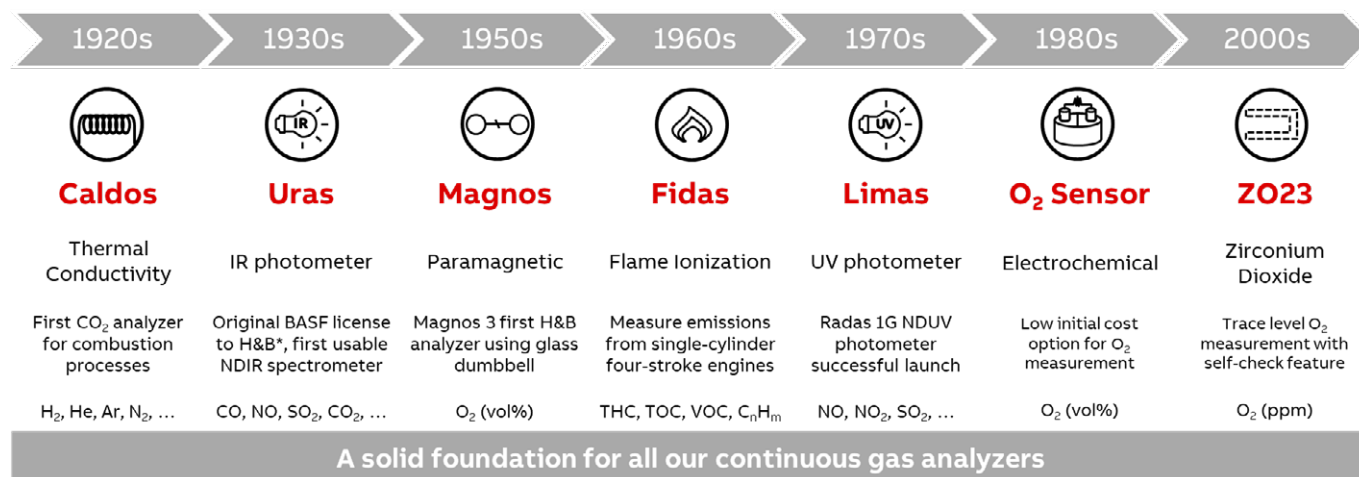 1920s
1930s
1950s
1960s
1970s
1980s
2000s
IR
UV
Caldos
Uras
Magnos
Fidas
Limas
O₂ Sensor
ZO23
Thermal
Conductivity
IR photometer
Paramagnetic
Flame Ionization
UV photometer
Electrochemical
Zirconium
Dioxide
First CO₂ analyzer
for combustion
processes
Original BASF license
to H&B*, first usable
NDIR spectrometer
Magnos 3 first H&B
analyzer using glass
dumbbell
Measure emissions
from single-cylinder
four-stroke engines
Radas 1G NDUV
photometer
successful launch
Low initial cost
option for O₂
measurement
Trace level O₂
measurement with
self-check feature
H₂, He, Ar, N₂, ...
CO, NO, SO₂, CO₂, ...
O₂ (vol%)
THC, TOC, VOC, CₙHₘ
NO, NO₂, SO₂, ...
O₂ (vol%)
O₂ (ppm)
A solid foundation for all our continuous gas analyzers